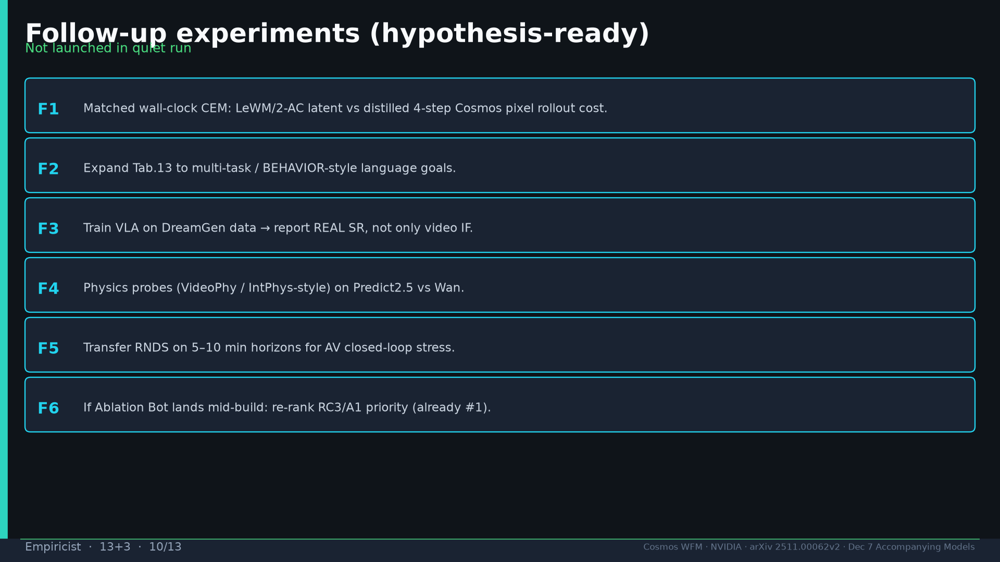 Follow-up experiments (hypothesis-ready)
Not launched in quiet run
F1 Matched wall-clock CEM: LeWM/2-AC latent vs distilled 4-step Cosmos pixel rollout cost.
F2 Expand Tab.13 to multi-task / BEHAVIOR-style language goals.
F3 Train VLA on DreamGen data → report REAL SR, not only video IF.
F4 Physics probes (VideoPhy / IntPhys-style) on Predict2.5 vs Wan.
F5 Transfer RNDS on 5–10 min horizons for AV closed-loop stress.
F6 If Ablation Bot lands mid-build: re-rank RC3/A1 priority (already #1).
Empiricist · 13+3 · 10/13
Cosmos WFM · NVIDIA · arXiv 2511.00062v2 · Dec 7 Accompanying Models